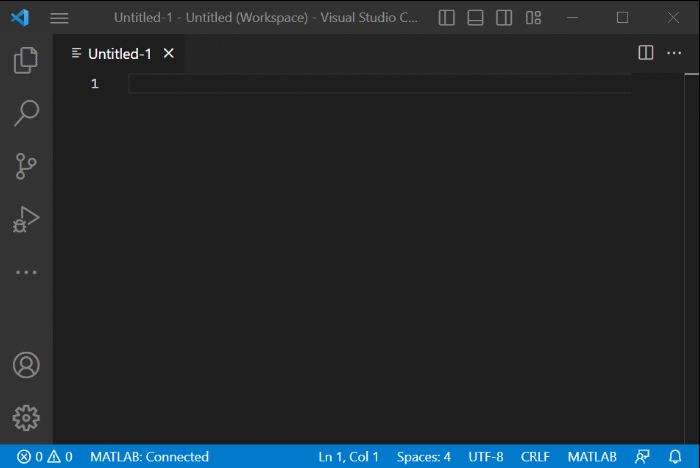 Untitled-1 - Untitled (Workspace) - Visual Studio C...
Untitled-1
1
0 0 MATLAB: Connected Ln 1, Col 1 Spaces: 4 UTF-8 CRLF MATLAB